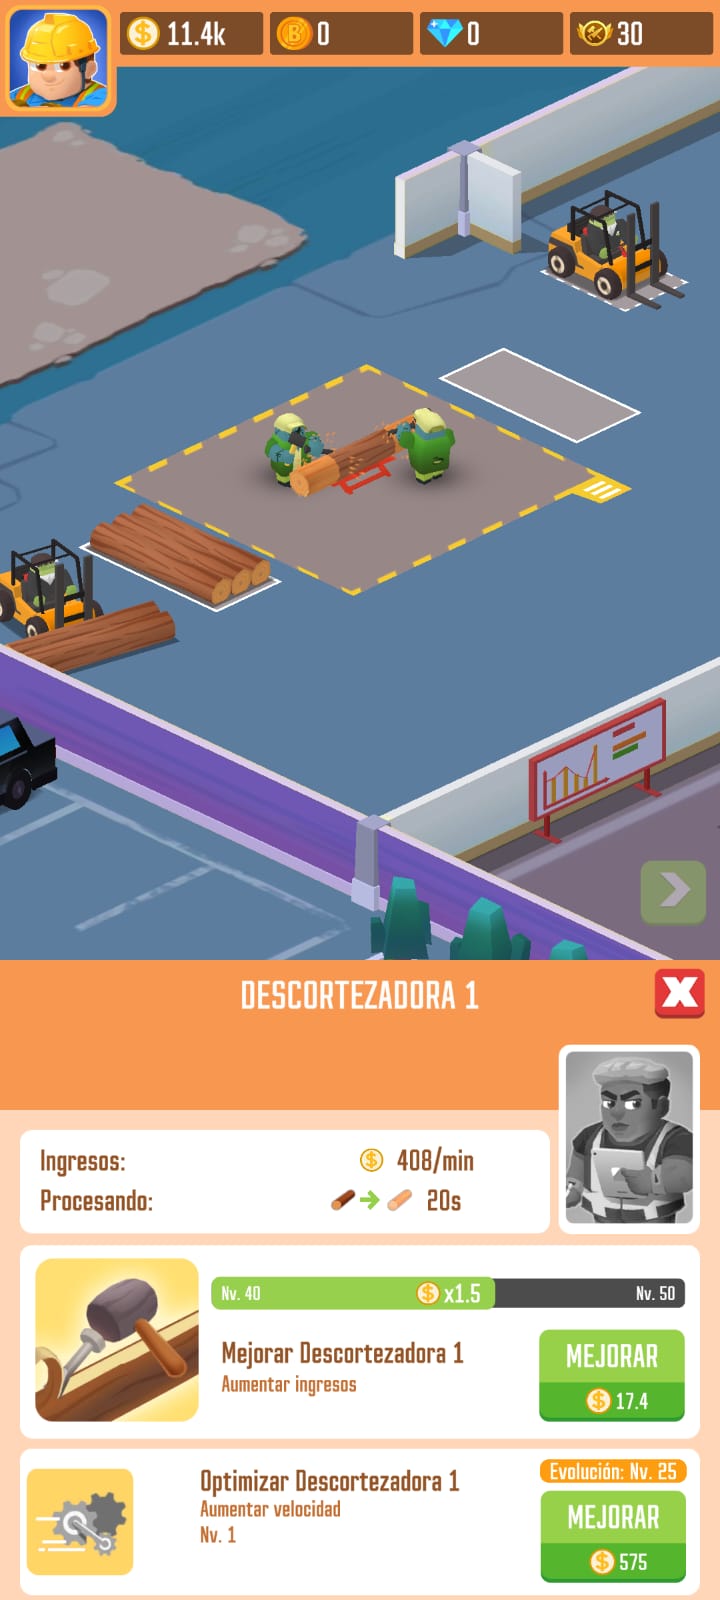 11.4k 0 0 30
DESCORTEZADORA 1
Ingresos: 408/min
Procesando: 20s
Nv. 40 x1.5 Nv. 50
Mejorar Descortezadora 1
Aumentar ingresos
MEJORAR
17.4
Optimizar Descortezadora 1
Aumentar velocidad
Nv. 1
Evolución: Nv. 25
MEJORAR
575